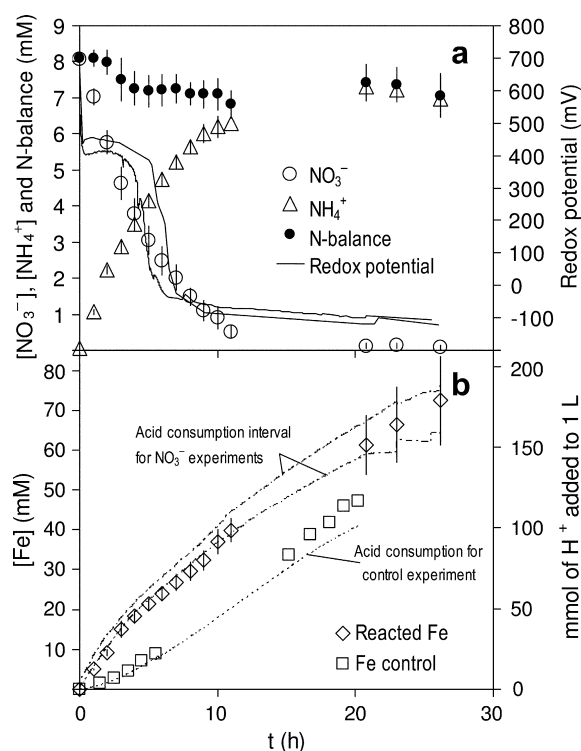 a
9
8
7
6
5
4
3
2
1
[NO₃⁻], [NH₄⁺] and N-balance (mM)
800
700
600
500
400
300
200
100
0
-100
Redox potential (mV)
NO₃⁻
NH₄⁺
N-balance
Redox potential
b
80
70
60
50
40
30
20
10
0
[Fe] (mM)
200
150
100
50
0
mmol of H⁺ added to 1 L
Acid consumption interval
for NO₃⁻ experiments
Acid consumption for
control experiment
Reacted Fe
Fe control
0
10
20
30
t (h)